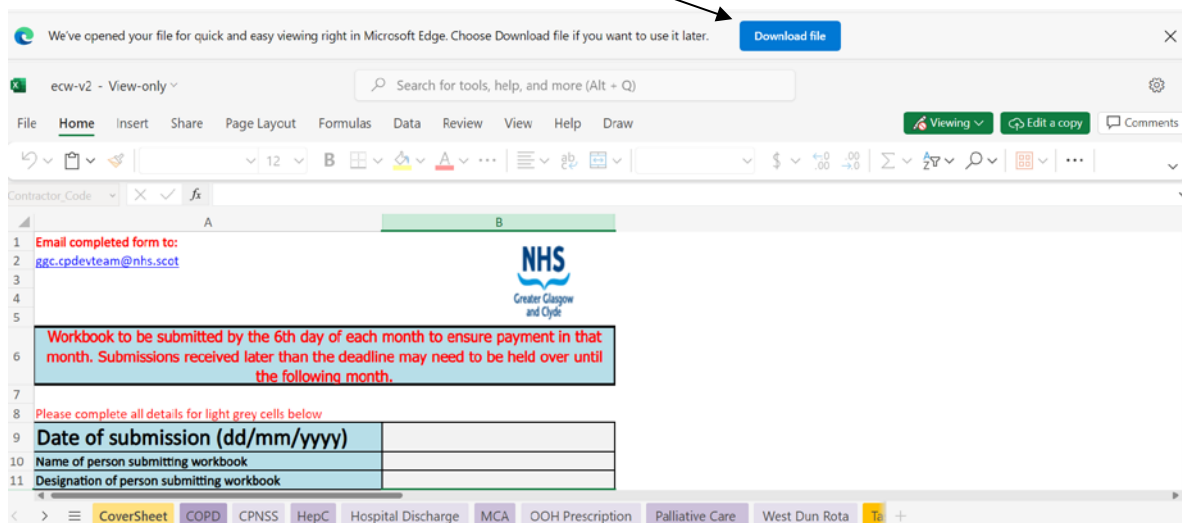 We've opened your file for quick and easy viewing right in Microsoft Edge. Choose Download file if you want to use it later. Download file
ecw-v2 - View-only Search for tools, help, and more (Alt + Q)
File Home Insert Share Page Layout Formulas Data Review View Help Draw Viewing Edit a copy Comments
12 B A $ .00 .00 Σ
Contractor_Code fx
A B
1 Email completed form to:
2 ggc.cpdevteam@nhs.scot
3
4
5
NHS
Greater Glasgow
and Clyde
Workbook to be submitted by the 6th day of each month to ensure payment in that
6 month. Submissions received later than the deadline may need to be held over until
the following month.
7
8 Please complete all details for light grey cells below
9 Date of submission (dd/mm/yyyy)
10 Name of person submitting workbook
11 Designation of person submitting workbook
CoverSheet COPD CPNSS HepC Hospital Discharge MCA OOH Prescription Palliative Care West Dun Rota Ta